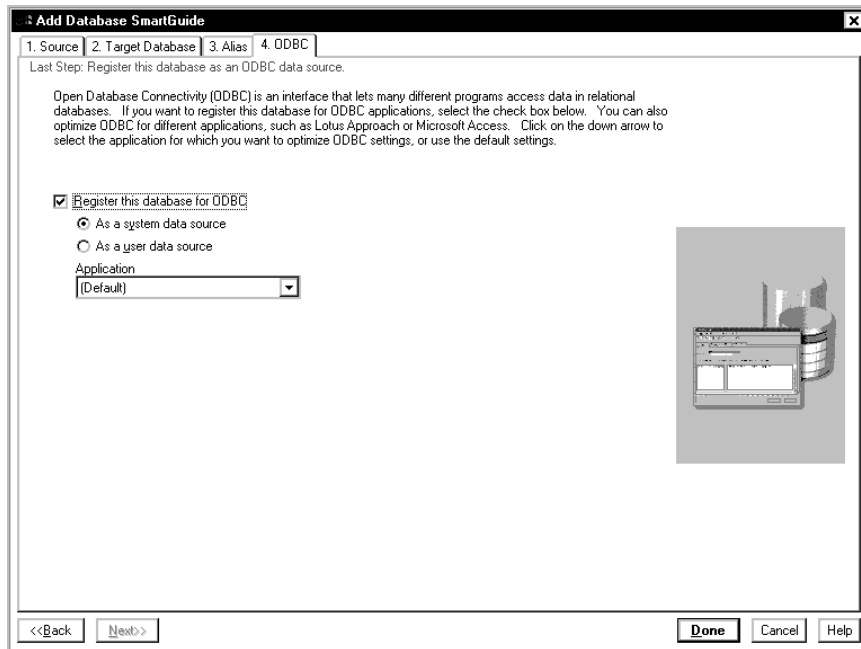 Add Database SmartGuide
1. Source 2. Target Database 3. Alias 4. ODBC
Last Step: Register this database as an ODBC data source.
Open Database Connectivity (ODBC) is an interface that lets many different programs access data in relational
databases. If you want to register this database for ODBC applications, select the check box below. You can also
optimize ODBC for different applications, such as Lotus Approach or Microsoft Access. Click on the down arrow to
select the application for which you want to optimize ODBC settings, or use the default settings.
Register this database for ODBC
As a system data source
As a user data source
Application
(Default)
<<Back Next>> Done Cancel Help